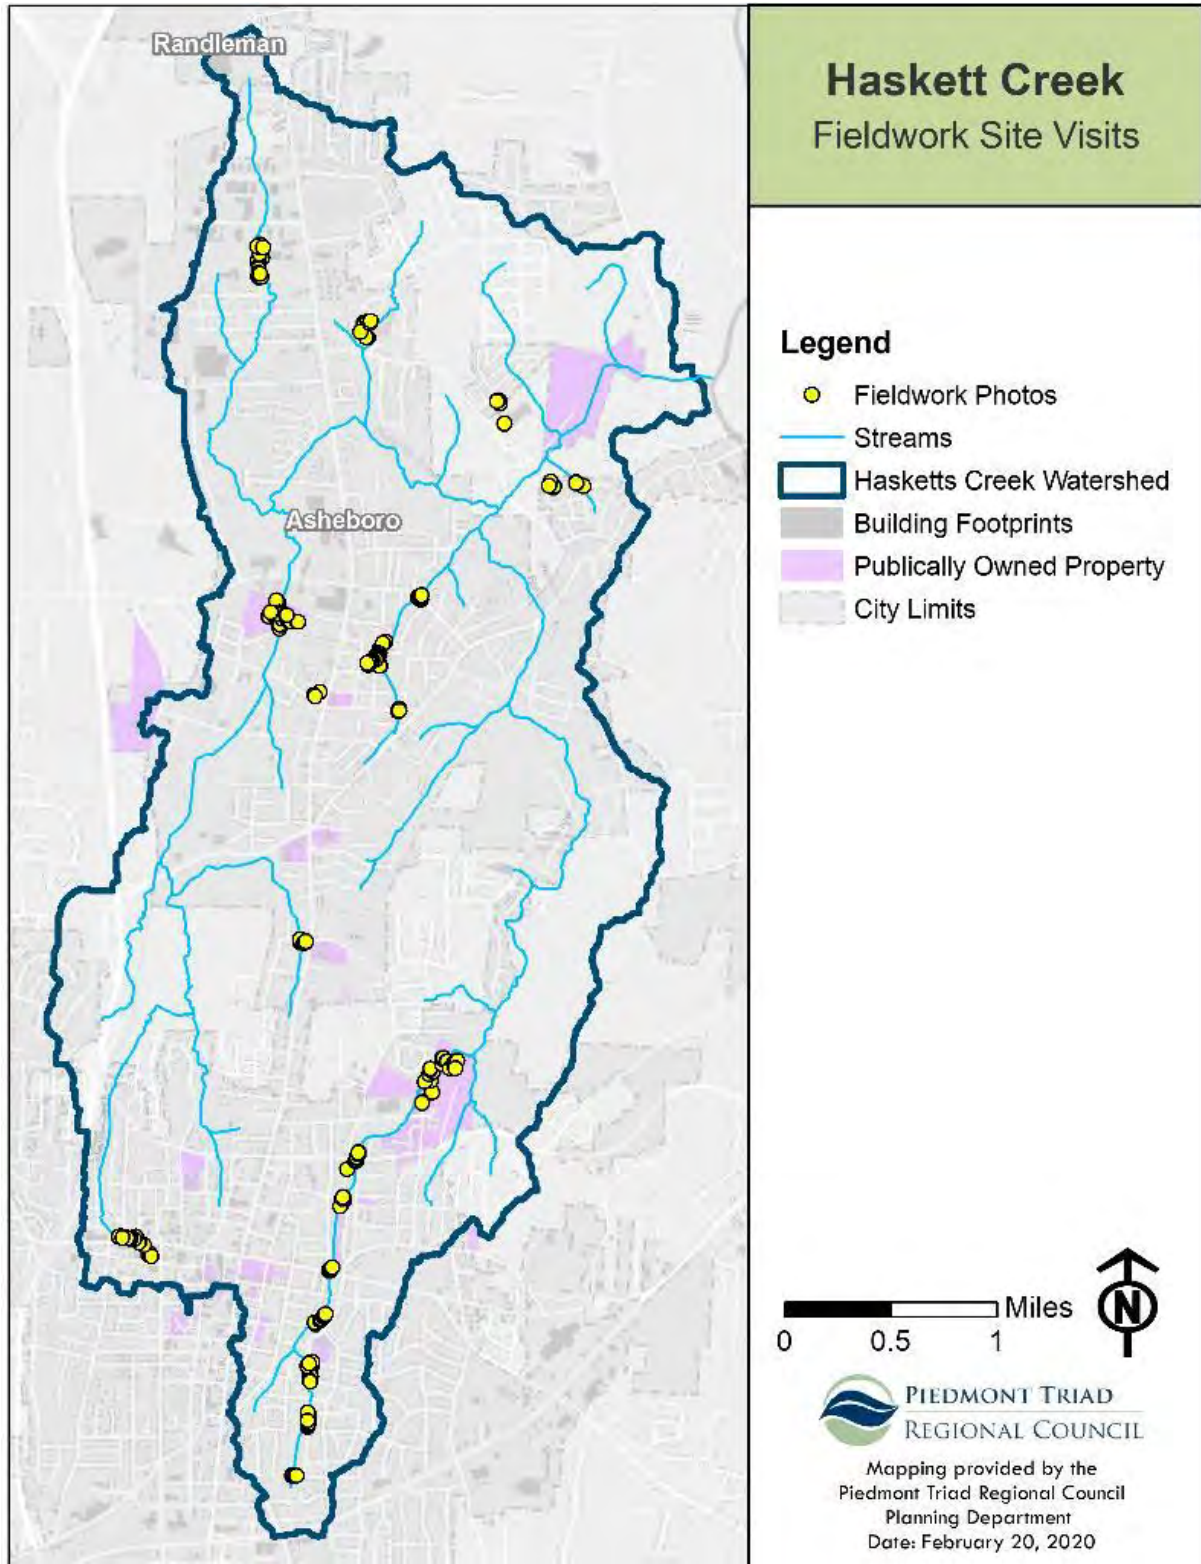 Randleman
Asheboro
Haskett Creek
Fieldwork Site Visits
Legend
Fieldwork Photos
Streams
Hasketts Creek Watershed
Building Footprints
Publically Owned Property
City Limits
Miles
0 0.5 1
N
PIEDMONT TRIAD
REGIONAL COUNCIL
Mapping provided by the
Piedmont Triad Regional Council
Planning Department
Date: February 20, 2020